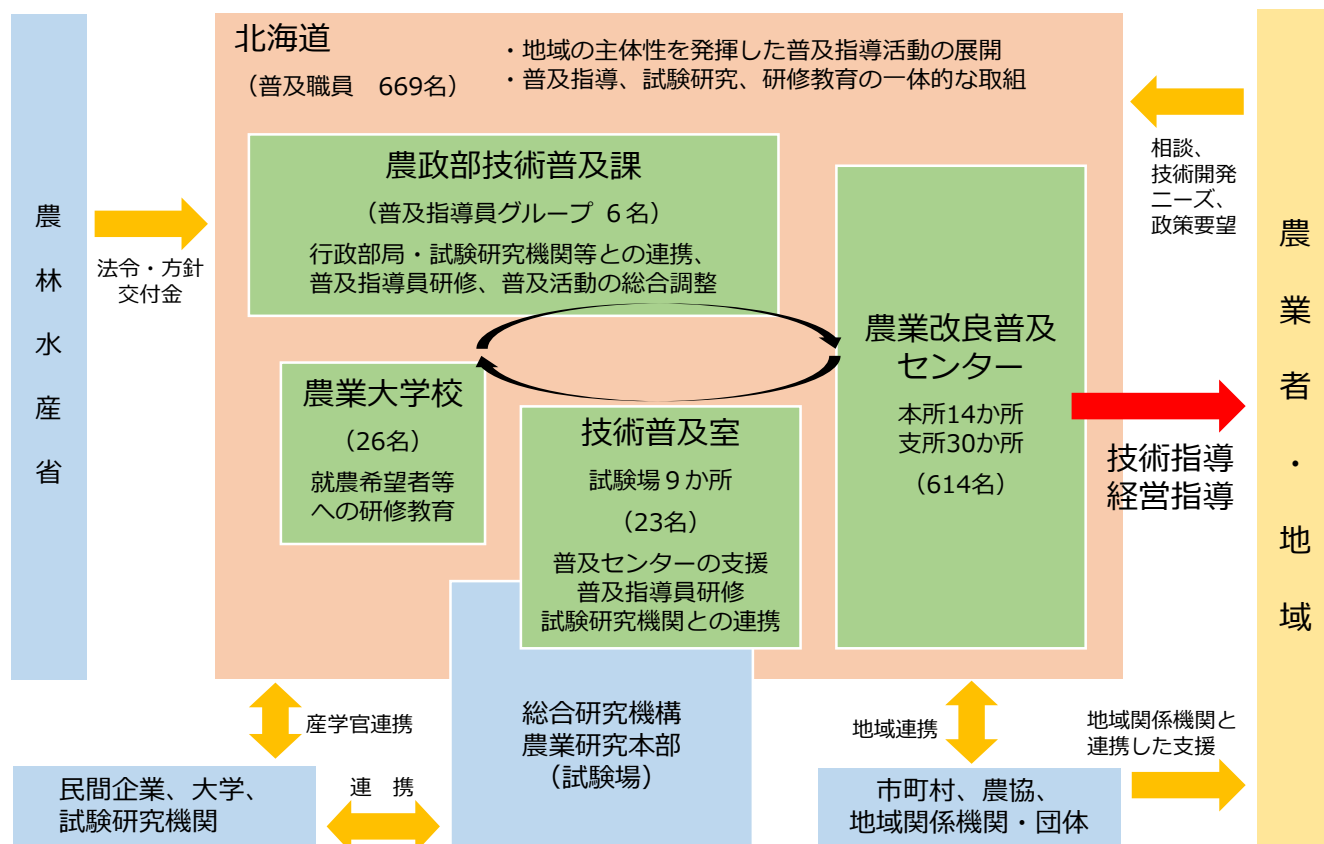 農林水産省
法令・方針
交付金
北海道
（普及職員　669名）
・地域の主体性を発揮した普及指導活動の展開
・普及指導、試験研究、研修教育の一体的な取組
農政部技術普及課
（普及指導員グループ ６名）
行政部局・試験研究機関等との連携、
普及指導員研修、普及活動の総合調整
農業大学校
（26名）
就農希望者等
への研修教育
技術普及室
試験場９か所
（23名）
普及センターの支援
普及指導員研修
試験研究機関との連携
農業改良普及
センター
本所14か所
支所30か所
（614名）
相談、
技術開発
ニーズ、
政策要望
技術指導
経営指導
農業者・地域
産学官連携
民間企業、大学、
試験研究機関
連　携
総合研究機構
農業研究本部
（試験場）
地域連携
市町村、農協、
地域関係機関・団体
地域関係機関と
連携した支援